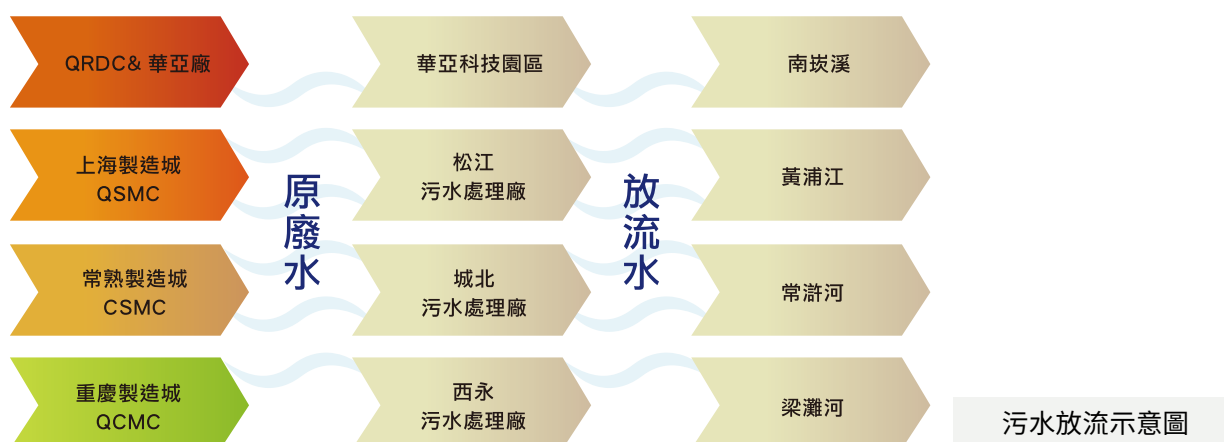 QRDC& 華亞廠
華亞科技園區
南崁溪
上海製造城
QSMC
松江
污水處理廠
黃浦江
原廢水
放流水
常熟製造城
CSMC
城北
污水處理廠
常滸河
重慶製造城
QCMC
西永
污水處理廠
梁灘河
污水放流示意圖